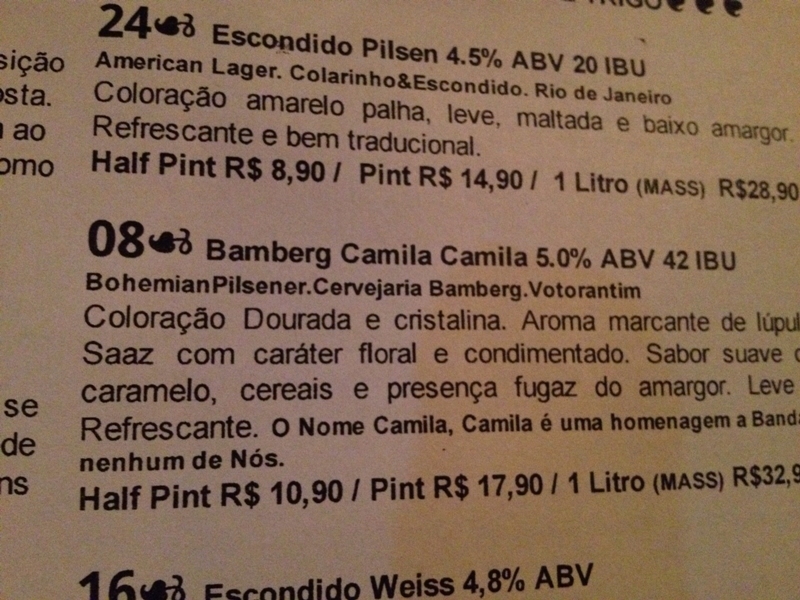 TRIGO
24 Escondido Pilsen 4.5% ABV 20 IBU
American Lager. Colarinho&Escondido. Rio de Janeiro
Coloração amarelo palha, leve, maltada e baixo amargor.
Refrescante e bem traducional.
Half Pint R$ 8,90 / Pint R$ 14,90 / 1 Litro (MASS) R$28,90
08 Bamberg Camila Camila 5.0% ABV 42 IBU
BohemianPilsener.Cervejaria Bamberg.Votorantim
Coloração Dourada e cristalina. Aroma marcante de lúpul
Saaz com caráter floral e condimentado. Sabor suave
caramelo, cereais e presença fugaz do amargor. Leve
Refrescante. O Nome Camila, Camila é uma homenagem a Banda
nenhum de Nós.
Half Pint R$ 10,90 / Pint R$ 17,90 / 1 Litro (MASS) R$32,9
16 Escondido Weiss 4,8% ABV
sição
osta.
ao
omo
se
de
ns